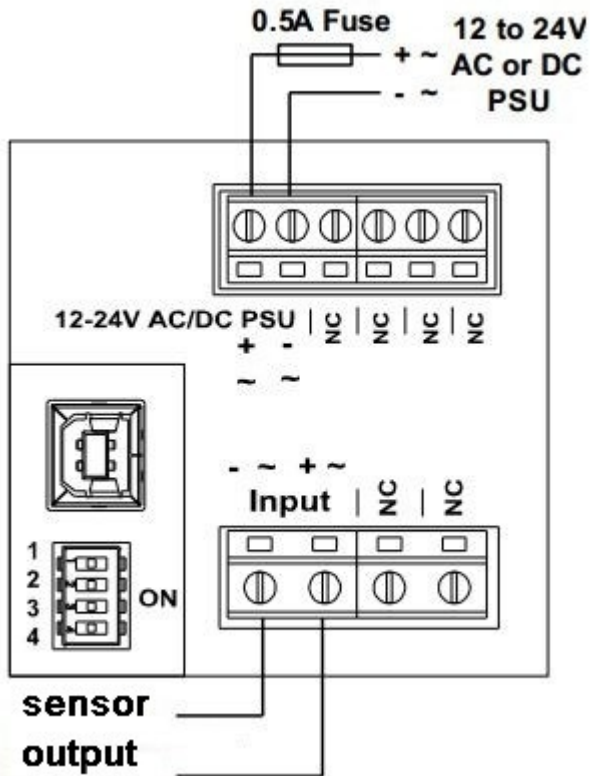 0.5A Fuse
+ ~ 12 to 24V
AC or DC
- ~ PSU
12-24V AC/DC PSU | NC | NC | NC | NC
+ -
~ ~
- ~ + ~
Input | NC | NC
1
2
3
4
ON
sensor
output